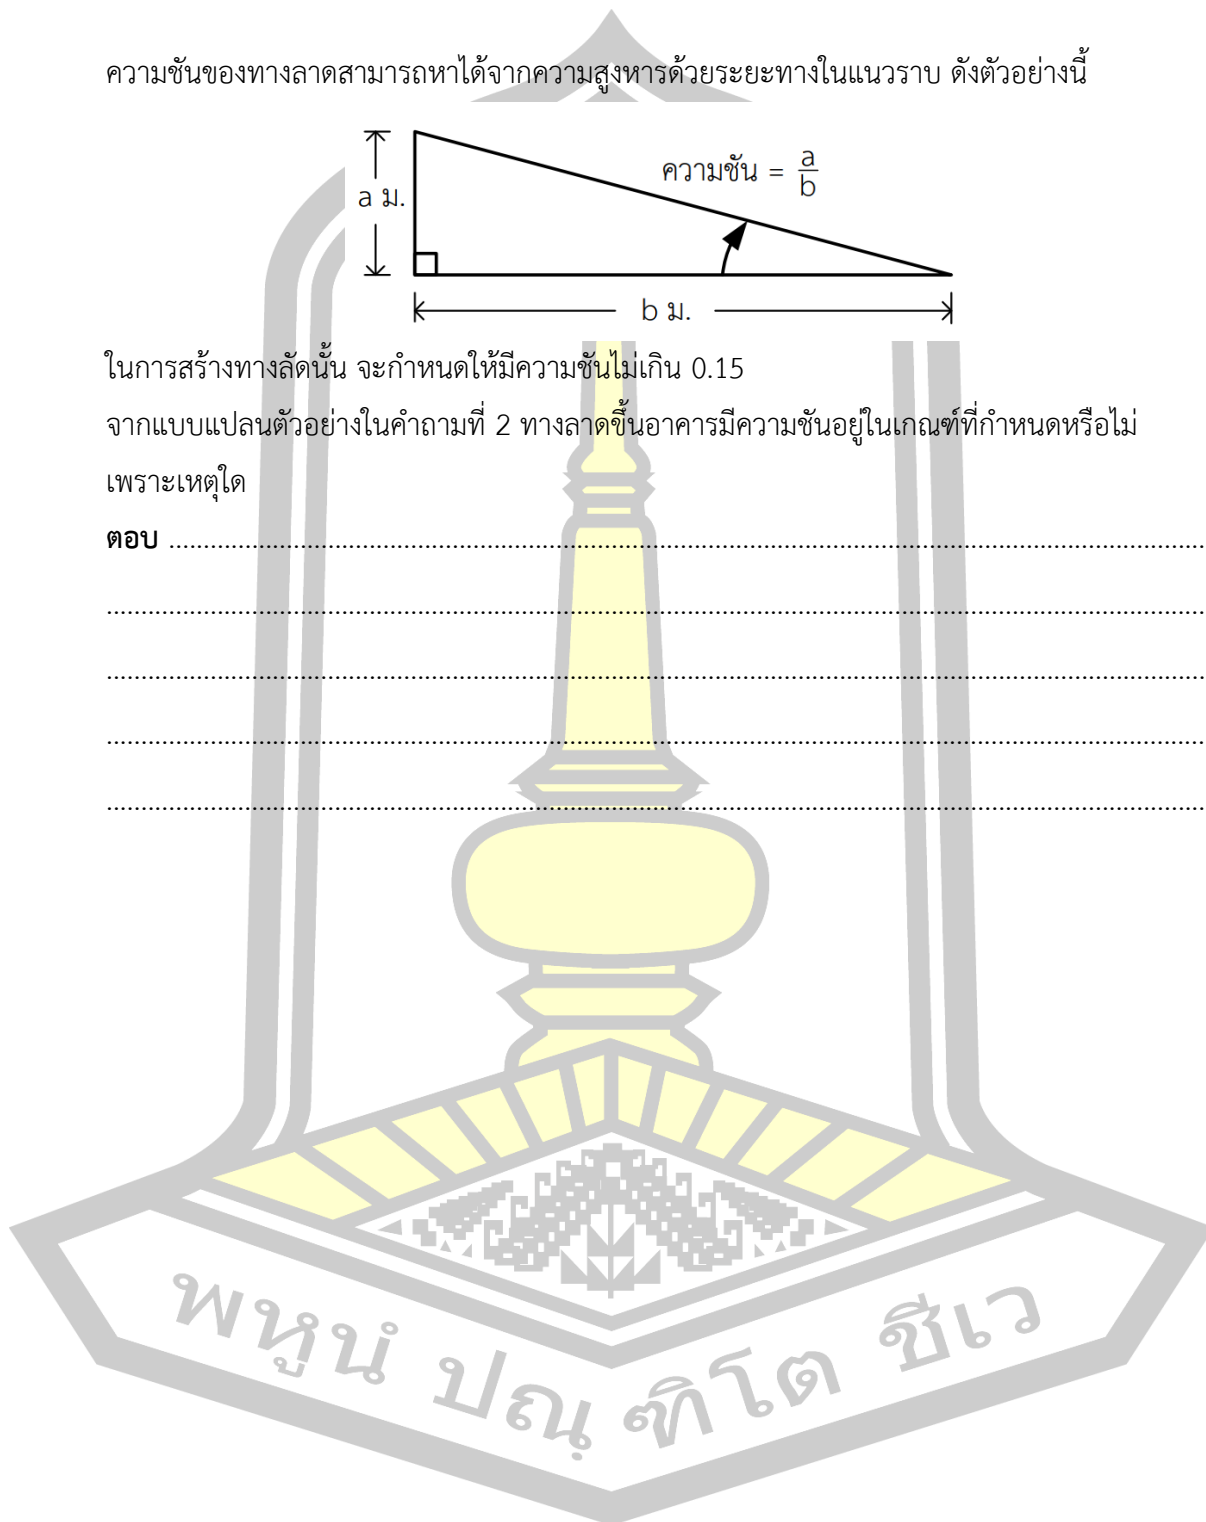 ความชันของทางลาดสามารถหาได้จากความสูงหารด้วยระยะทางในแนวราบ ดังตัวอย่างนี้
ความชัน = a/b
a ม.
b ม.
ในการสร้างทางลัดนั้น จะกำหนดให้มีความชันไม่เกิน 0.15
จากแบบแปลนตัวอย่างในคำถามที่ 2 ทางลาดขึ้นอาคารมีความชันอยู่ในเกณฑ์ที่กำหนดหรือไม่
เพราะเหตุใด
ตอบ ........................................................................................................................
........................................................................................................................
........................................................................................................................
........................................................................................................................
........................................................................................................................
พหูนํ ปณฺฑิโต ชีเว